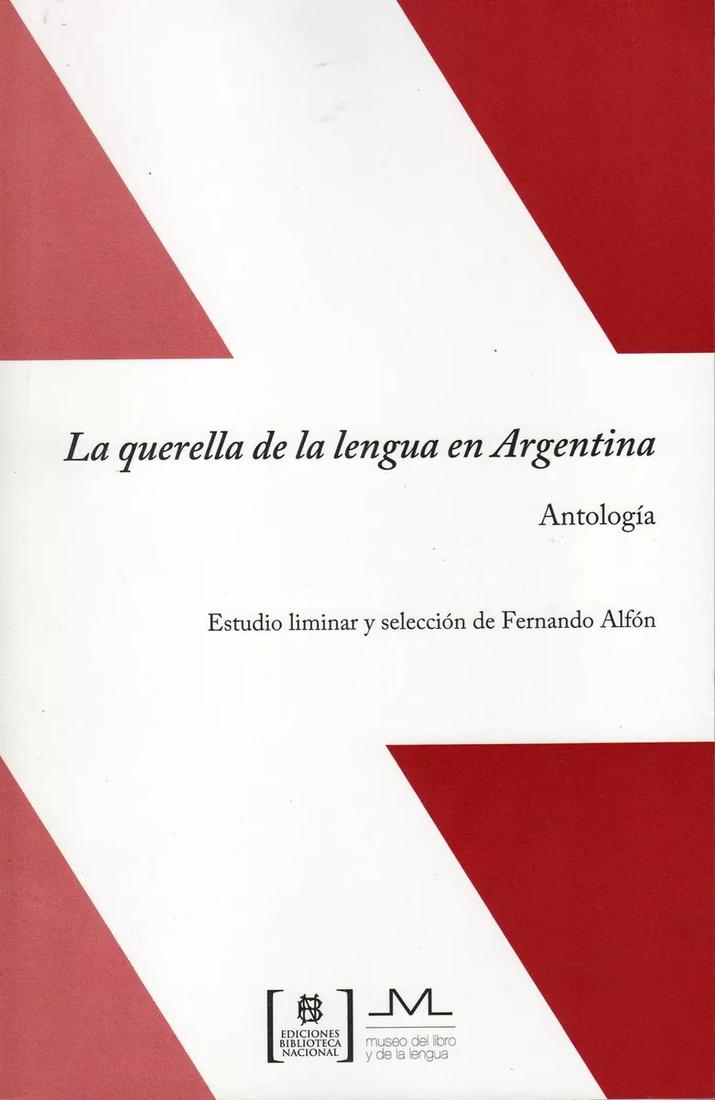 La querella de la lengua en Argentina
Antología
Estudio liminar y selección de Fernando Alfón
EDICIONES
BIBLIOTECA
NACIONAL
museo del libro
y de la lengua